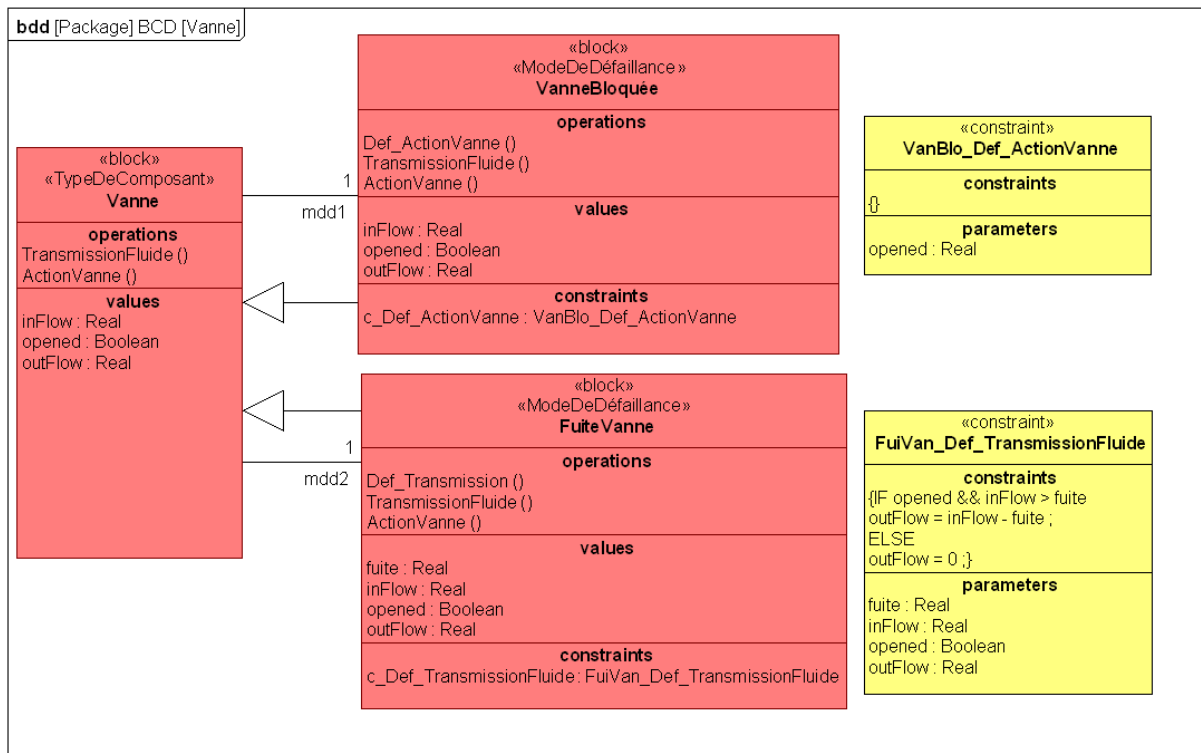 bdd [Package] BCD [Vanne]
«block»
«TypeDeComposant»
Vanne
operations
TransmissionFluide ()
ActionVanne ()
values
inFlow : Real
opened : Boolean
outFlow : Real
1
mdd1
1
mdd2
«block»
«ModeDeDéfaillance»
VanneBloquée
operations
Def_ActionVanne ()
TransmissionFluide ()
ActionVanne ()
values
inFlow : Real
opened : Boolean
outFlow : Real
constraints
c_Def_ActionVanne : VanBlo_Def_ActionVanne
«constraint»
VanBlo_Def_ActionVanne
constraints
{}
parameters
opened : Real
«block»
«ModeDeDéfaillance»
FuiteVanne
operations
Def_Transmission ()
TransmissionFluide ()
ActionVanne ()
values
fuite : Real
inFlow : Real
opened : Boolean
outFlow : Real
constraints
c_Def_TransmissionFluide : FuiVan_Def_TransmissionFluide
«constraint»
FuiVan_Def_TransmissionFluide
constraints
{IF opened && inFlow > fuite
outFlow = inFlow - fuite ;
ELSE
outFlow = 0 ;}
parameters
fuite : Real
inFlow : Real
opened : Boolean
outFlow : Real